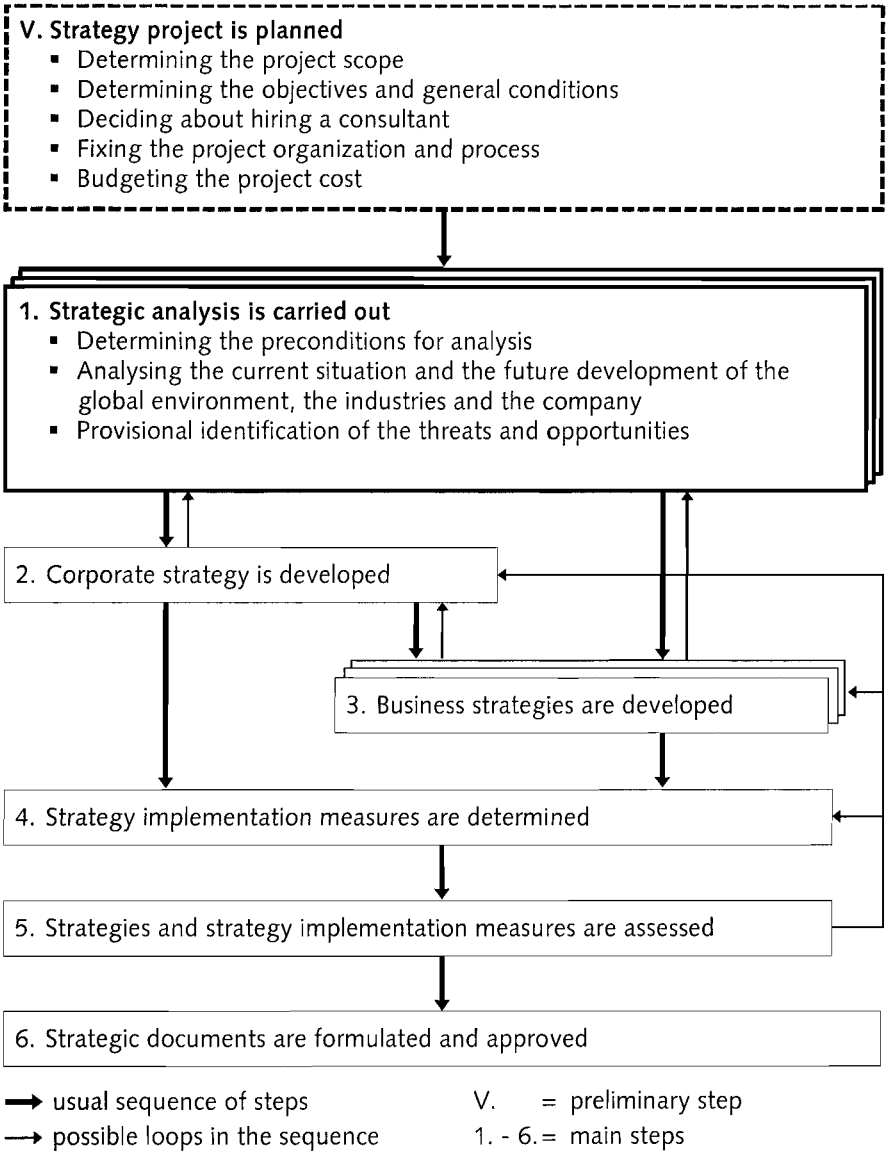 V. Strategy project is planned
▪ Determining the project scope
▪ Determining the objectives and general conditions
▪ Deciding about hiring a consultant
▪ Fixing the project organization and process
▪ Budgeting the project cost
1. Strategic analysis is carried out
▪ Determining the preconditions for analysis
▪ Analysing the current situation and the future development of the
global environment, the industries and the company
▪ Provisional identification of the threats and opportunities
2. Corporate strategy is developed
3. Business strategies are developed
4. Strategy implementation measures are determined
5. Strategies and strategy implementation measures are assessed
6. Strategic documents are formulated and approved
usual sequence of steps
possible loops in the sequence
V. = preliminary step
1. - 6. = main steps